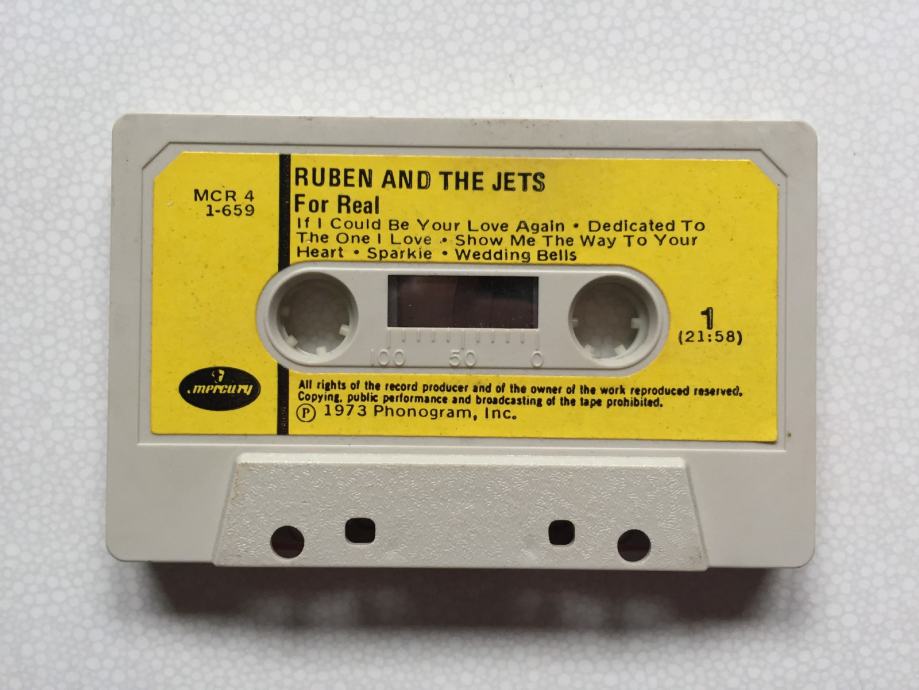 MCR 4
1-659
RUBEN AND THE JETS
For Real
If I Could Be Your Love Again • Dedicated To
The One I Love • Show Me The Way To Your
Heart • Sparkie • Wedding Bells
1
(21:58)
100 50 0
mercury
All rights of the record producer and of the owner of the work reproduced reserved.
Copying, public performance and broadcasting of the tape prohibited.
Ⓟ 1973 Phonogram, Inc.